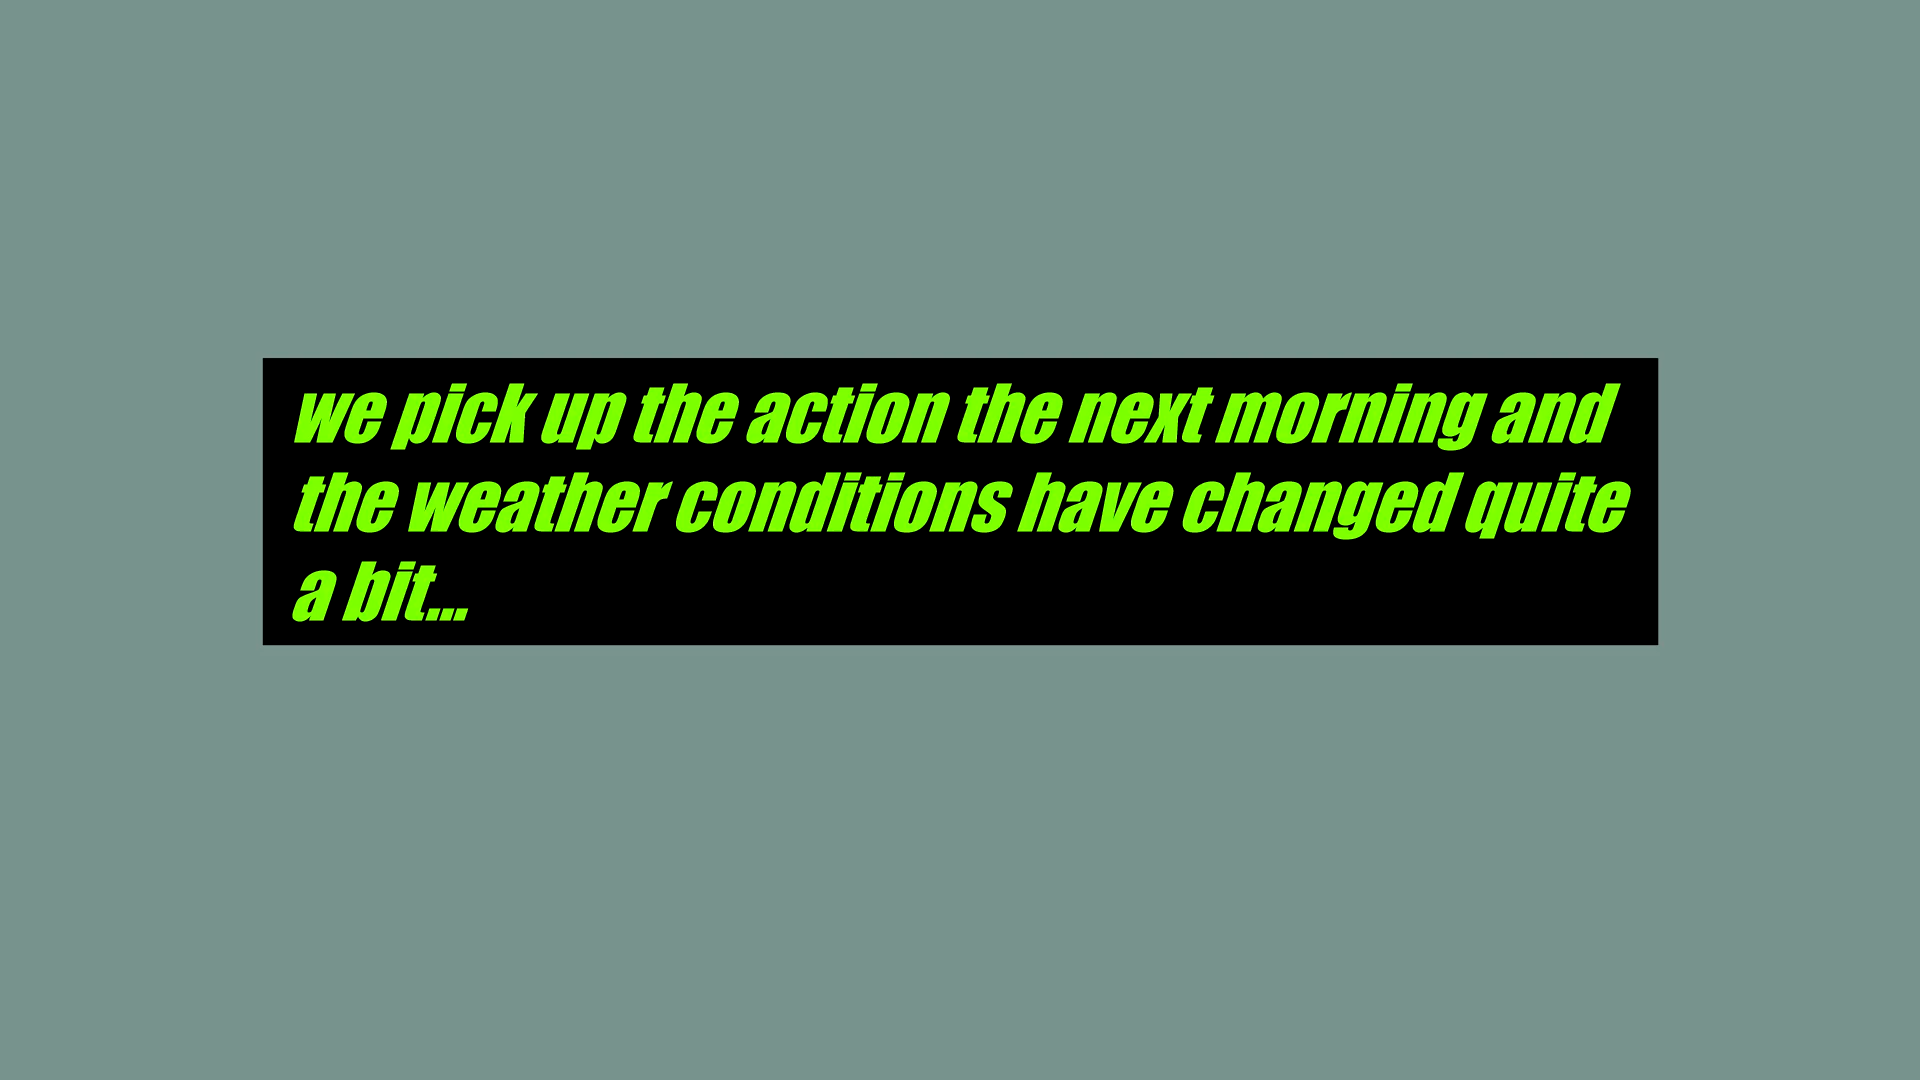 we pick up the action the next morning and
the weather conditions have changed quite
a bit...